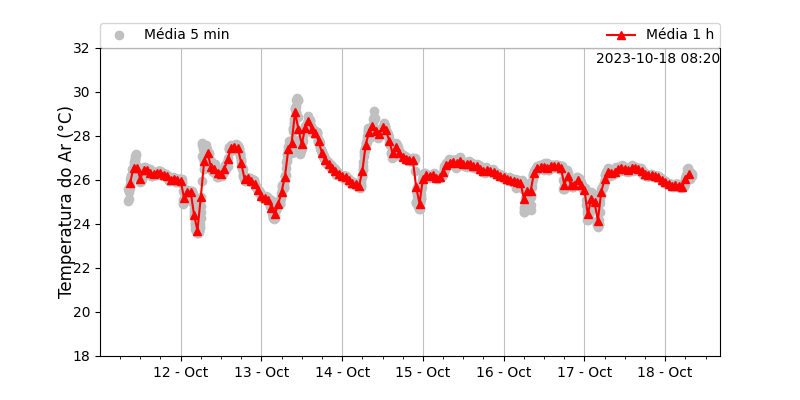 Média 5 min
Média 1 h
2023-10-18 08:20
Temperatura do Ar (°C)
32
30
28
26
24
22
20
18
12 - Oct
13 - Oct
14 - Oct
15 - Oct
16 - Oct
17 - Oct
18 - Oct